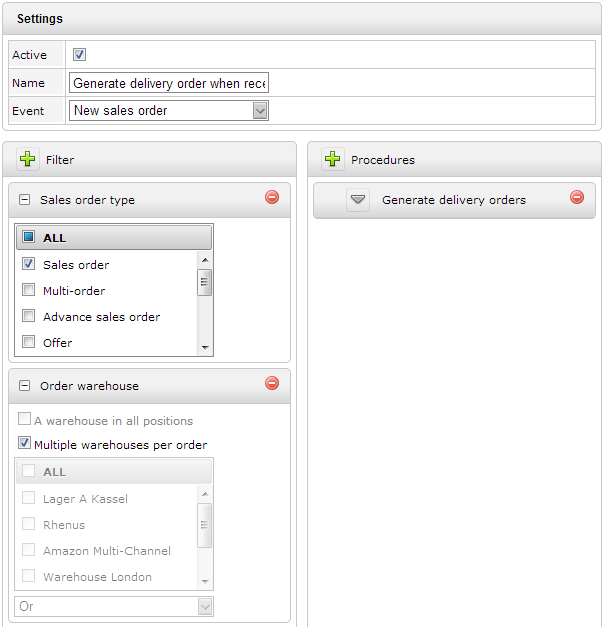 Settings
Active
Name Generate delivery order when rece
Event New sales order
Filter
Sales order type
ALL
Sales order
Multi-order
Advance sales order
Offer
Order warehouse
A warehouse in all positions
Multiple warehouses per order
ALL
Lager A Kassel
Rhenus
Amazon Multi-Channel
Warehouse London
Or
Procedures
Generate delivery orders